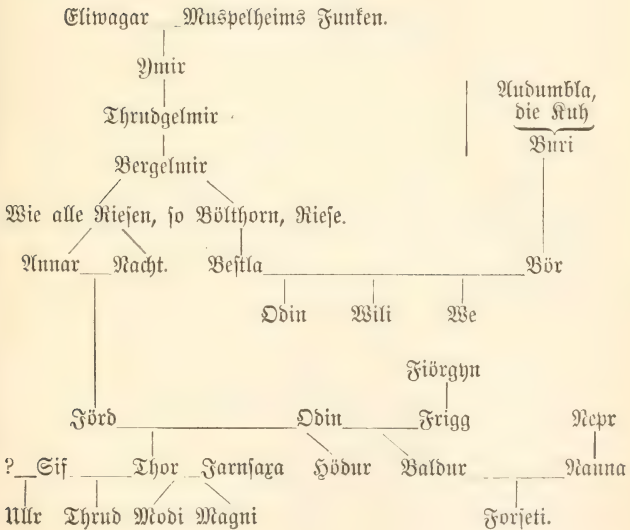 Eliwagar Muspelheims Funken.
Ymir
Audumbla,
Thrudgelmir die Kuh
Buri
Bergelmir
Wie alle Riesen, so Bölthorn, Riese.
Annar Nacht. Bestla Bör
Odin Wili We
Fiörgyn
Jörd Odin Frigg Nepr
? Sif Thor Jarnsaxa Hödur Baldur Nanna
Ullr Thrud Modi Magni Forseti.